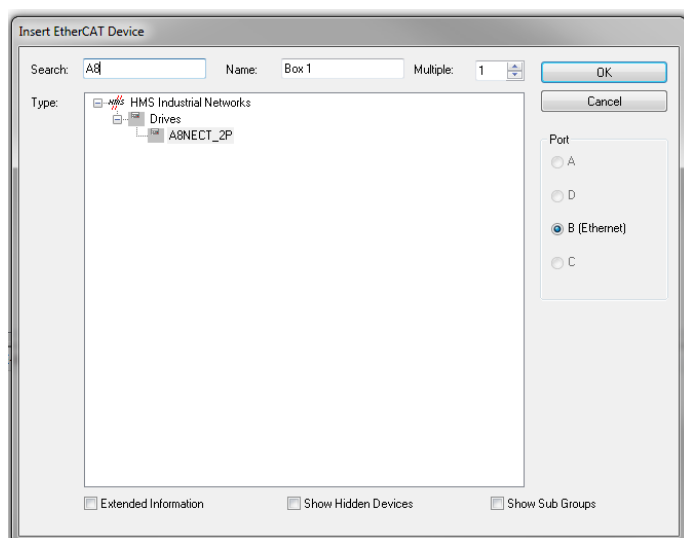 Insert EtherCAT Device
Search: A8 Name: Box 1 Multiple: 1 OK
Type: HMS Industrial Networks Cancel
Drives
A8NECT_2P
Port
A
D
B (Ethernet)
C
Extended Information Show Hidden Devices Show Sub Groups